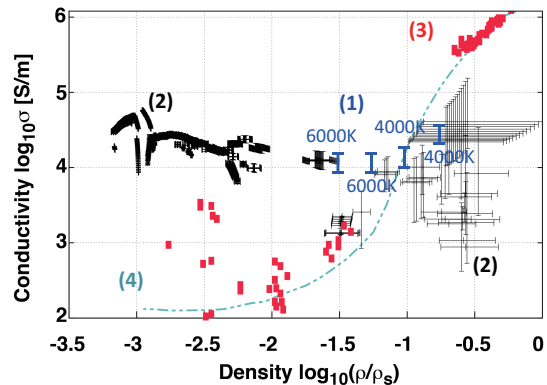 6
(3)
Conductivity log10σ [S/m]
5
(2)
(1)
6000K
4000K
4
6000K
4000K
3
(4)
(2)
2
-3.5 -3 -2.5 -2 -1.5 -1 -0.5 0
Density log10(ρ/ρs)